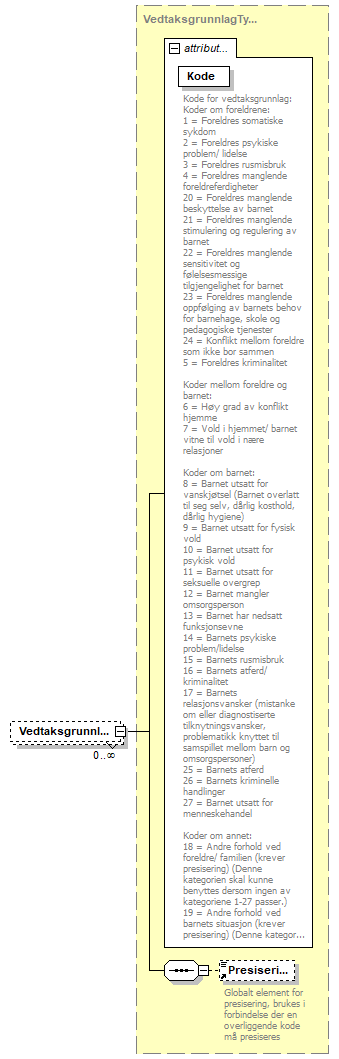 VedtaksgrunnlagTy...
attribut...
Kode
Kode for vedtaksgrunnlag:
Koder om foreldrene:
1 = Foreldres somatiske
sykdom
2 = Foreldres psykiske
problem/ lidelse
3 = Foreldres rusmisbruk
4 = Foreldres manglende
foreldreferdigheter
20 = Foreldres manglende
beskyttelse av barnet
21 = Foreldres manglende
stimulering og regulering av
barnet
22 = Foreldres manglende
sensitivitet og
følelsesmessige
tilgjengelighet for barnet
23 = Foreldres manglende
oppfølging av barnets behov
for barnehage, skole og
pedagogiske tjenester
24 = Konflikt mellom foreldre
som ikke bor sammen
5 = Foreldres kriminalitet
Koder mellom foreldre og
barnet:
6 = Høy grad av konflikt
hjemme
7 = Vold i hjemmet/ barnet
vitne til vold i nære
relasjoner
Koder om barnet:
8 = Barnet utsatt for
vanskjøtsel (Barnet overlatt
til seg selv, dårlig kosthold,
dårlig hygiene)
9 = Barnet utsatt for fysisk
vold
10 = Barnet utsatt for
psykisk vold
11 = Barnet utsatt for
seksuelle overgrep
12 = Barnet mangler
omsorgsperson
13 = Barnet har nedsatt
funksjonsevne
14 = Barnets psykiske
problem/lidelse
15 = Barnets rusmisbruk
16 = Barnets atferd/
kriminalitet
17 = Barnets
relasjonsvansker (mistanke
om eller diagnostiserte
tilknytningsvansker,
problematikk knyttet til
samspillet mellom barn og
omsorgspersoner)
25 = Barnets atferd
26 = Barnets kriminelle
handlinger
27 = Barnet utsatt for
menneskehandel
Koder om annet:
18 = Andre forhold ved
foreldre/ familien (krever
presisering) (Denne
kategorien skal kunne
benyttes dersom ingen av
kategoriene 1-27 passer.)
19 = Andre forhold ved
barnets situasjon (krever
presisering) (Denne kategor...
Vedtaksgrunnl...
0..∞
Presiseri...
Globalt element for
presisering, brukes i
forbindelse der en
overliggende kode
må presiseres